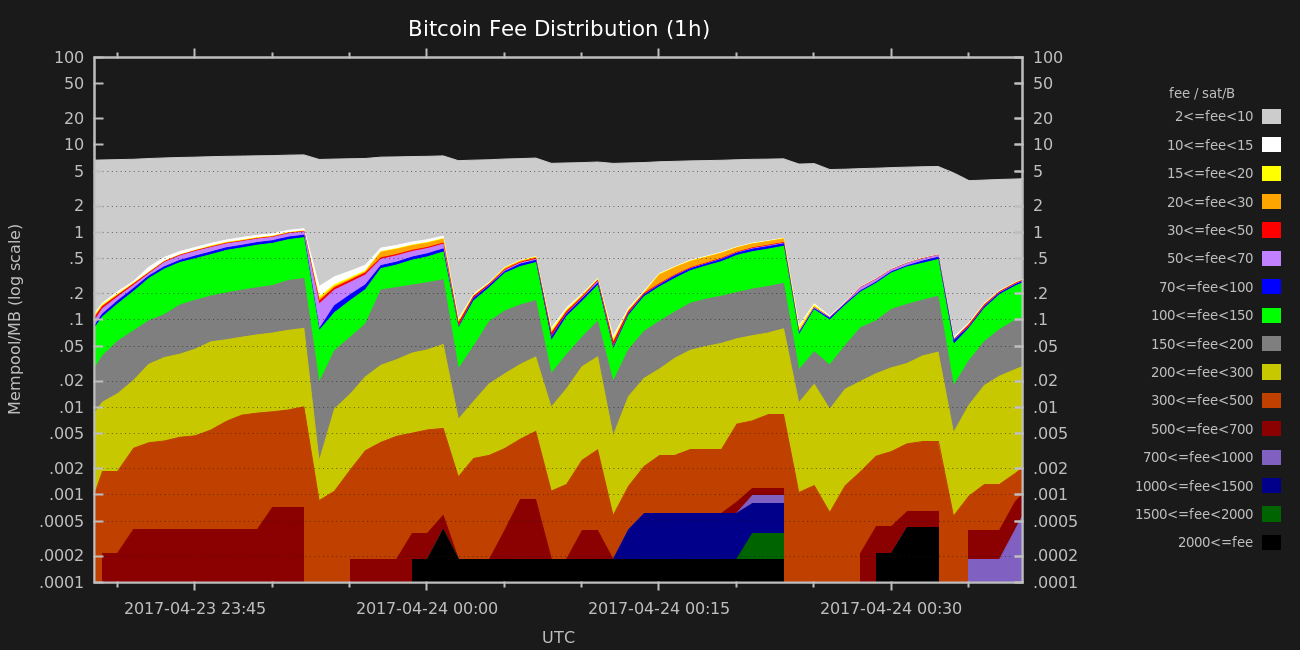 Bitcoin Fee Distribution (1h)
Mempool/MB (log scale)
100
50
20
10
5
2
1
.5
.2
.1
.05
.02
.01
.005
.002
.001
.0005
.0002
.0001
100
50
20
10
5
2
1
.5
.2
.1
.05
.02
.01
.005
.002
.001
.0005
.0002
.0001
2017-04-23 23:45
2017-04-24 00:00
2017-04-24 00:15
2017-04-24 00:30
UTC
fee / sat/B
2<=fee<10
10<=fee<15
15<=fee<20
20<=fee<30
30<=fee<50
50<=fee<70
70<=fee<100
100<=fee<150
150<=fee<200
200<=fee<300
300<=fee<500
500<=fee<700
700<=fee<1000
1000<=fee<1500
1500<=fee<2000
2000<=fee